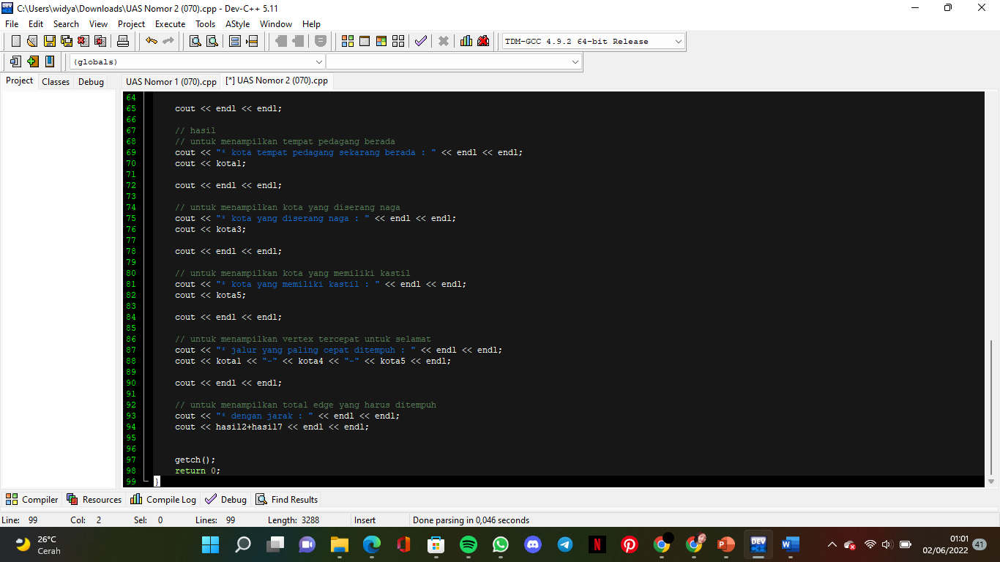 C:\Users\widya\Downloads\UAS Nomor 2 (070).cpp - Dev-C++ 5.11
File Edit Search View Project Execute Tools AStyle Window Help
TDM-GCC 4.9.2 64-bit Release
(globals)
Project Classes Debug
UAS Nomor 1 (070).cpp [*] UAS Nomor 2 (070).cpp
64
65 cout << endl << endl;
66
67 // hasil
68 // untuk menampilkan tempat pedagang berada
69 cout << "* kota tempat pedagang sekarang berada : " << endl << endl;
70 cout << kota1;
71
72 cout << endl << endl;
73
74 // untuk menampilkan kota yang diserang naga
75 cout << "* kota yang diserang naga : " << endl << endl;
76 cout << kota3;
77
78 cout << endl << endl;
79
80 // untuk menampilkan kota yang memiliki kastil
81 cout << "* kota yang memiliki kastil : " << endl << endl;
82 cout << kota5;
83
84 cout << endl << endl;
85
86 // untuk menampilkan vertex tercepat untuk selamat
87 cout << "* jalur yang paling cepat ditempuh : " << endl << endl;
88 cout << kota1 << "-" << kota4 << "-" << kota5 << endl;
89
90 cout << endl << endl;
91
92 // untuk menampilkan total edge yang harus ditempuh
93 cout << "* dengan jarak : " << endl << endl;
94 cout << hasil2+hasil7 << endl << endl;
95
96
97 getch();
98 return 0;
99 }
Compiler Resources Compile Log Debug Find Results
Line: 99 Col: 2 Sel: 0 Lines: 99 Length: 3288 Insert Done parsing in 0,046 seconds
26°C
Cerah
01:01
02/06/2022
41